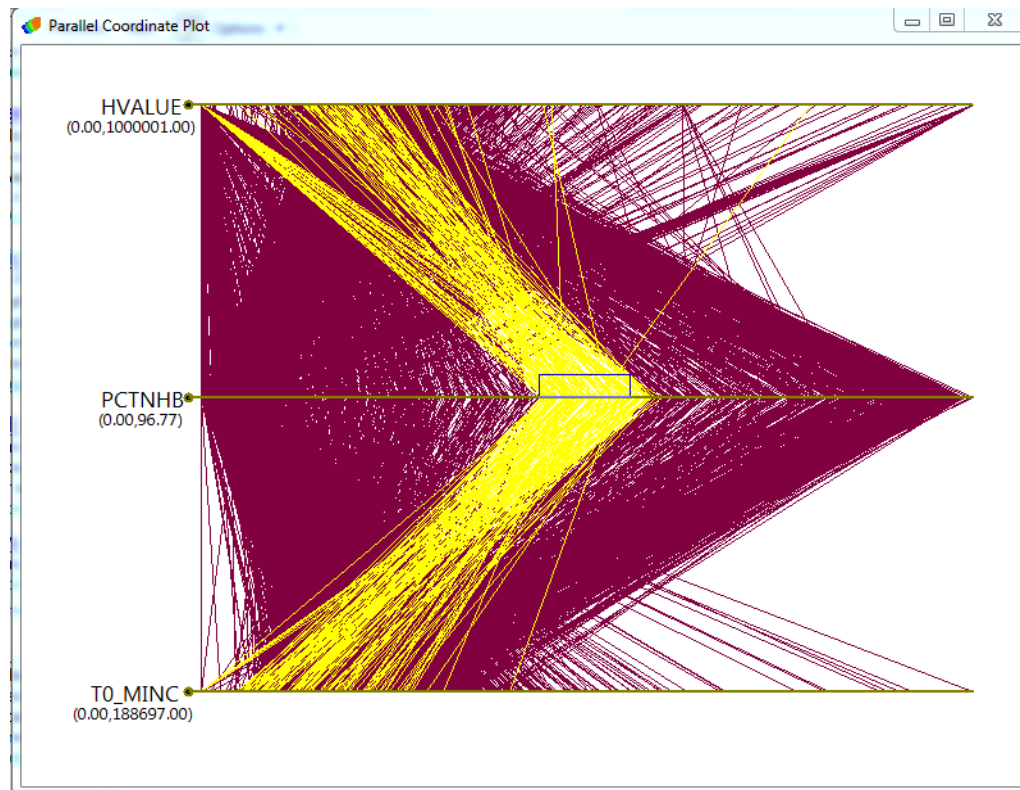 Parallel Coordinate Plot
HVALUE
(0.00,1000001.00)
PCTNHB
(0.00,96.77)
T0_MINC
(0.00,188697.00)